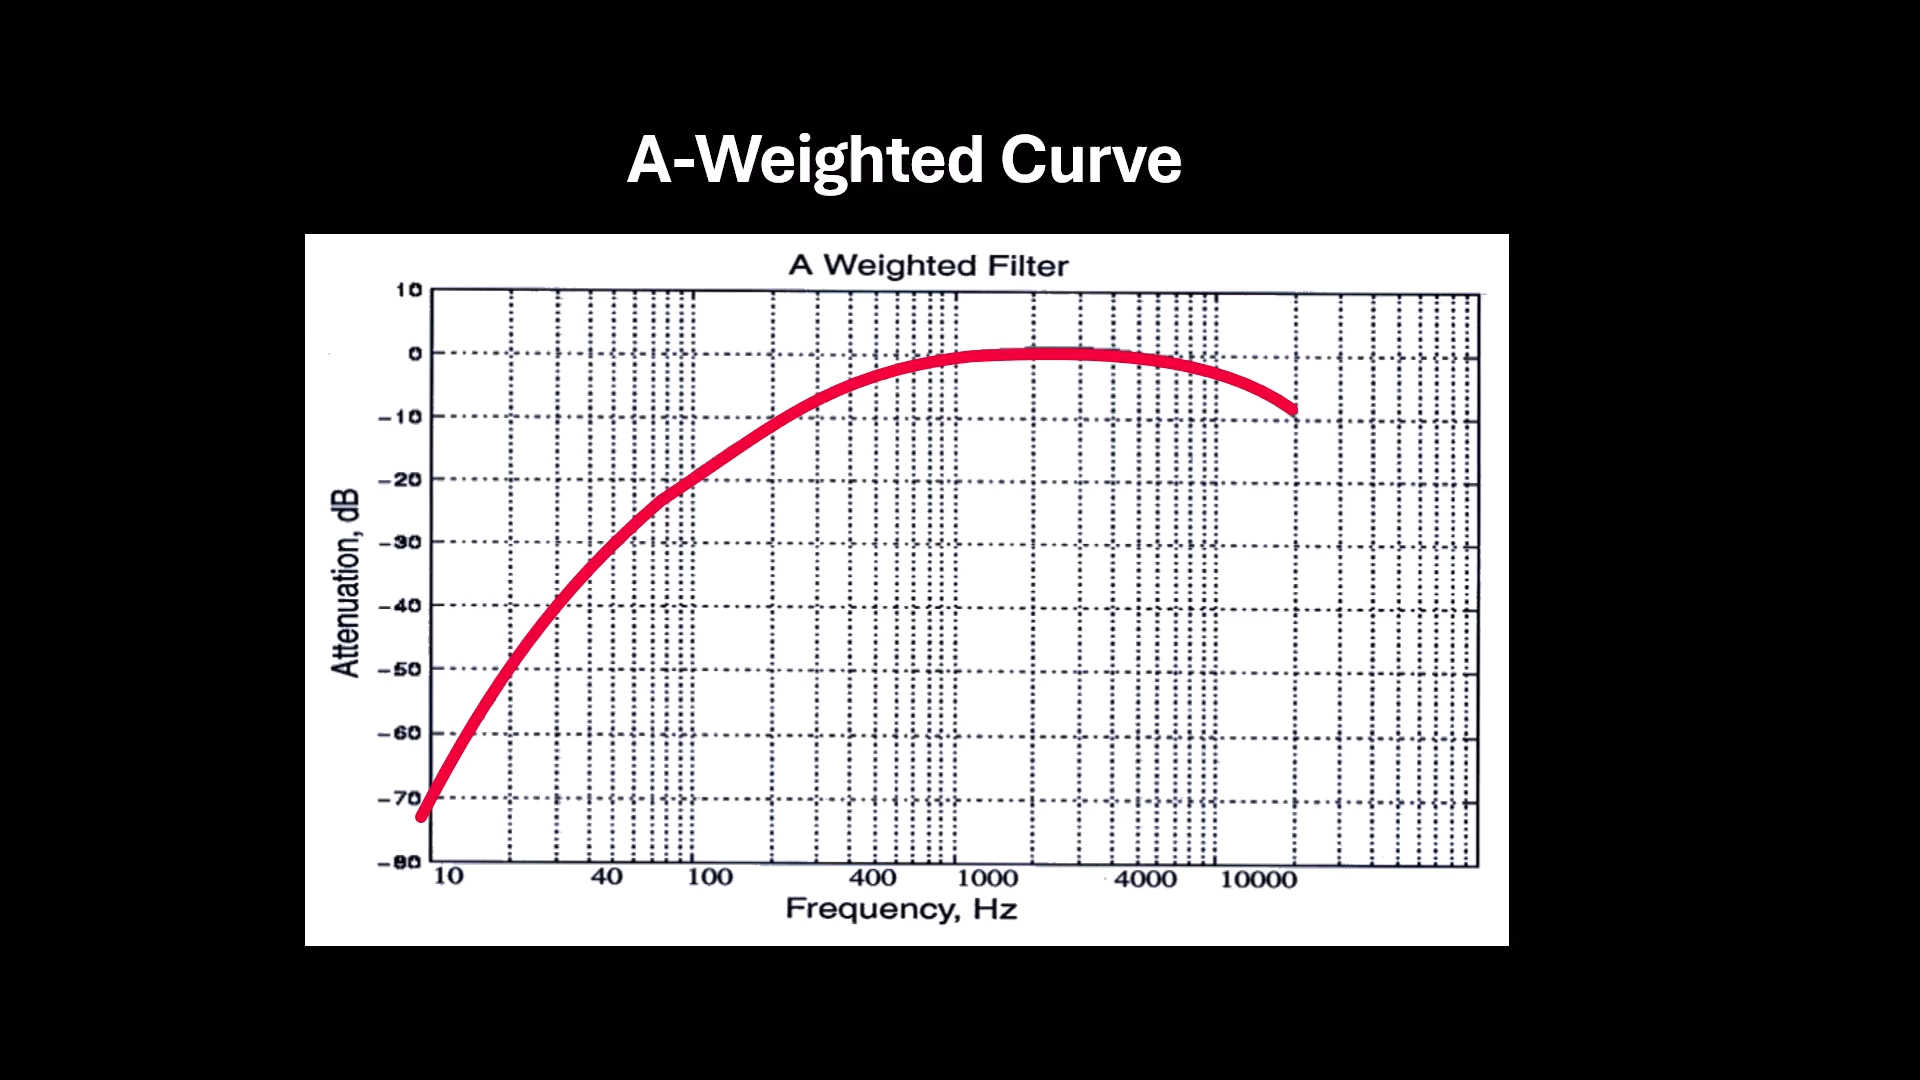 A-Weighted Curve
A Weighted Filter
10
0
-10
-20
-30
-40
-50
-60
-70
-80
Attenuation, dB
10 40 100 400 1000 4000 10000
Frequency, Hz